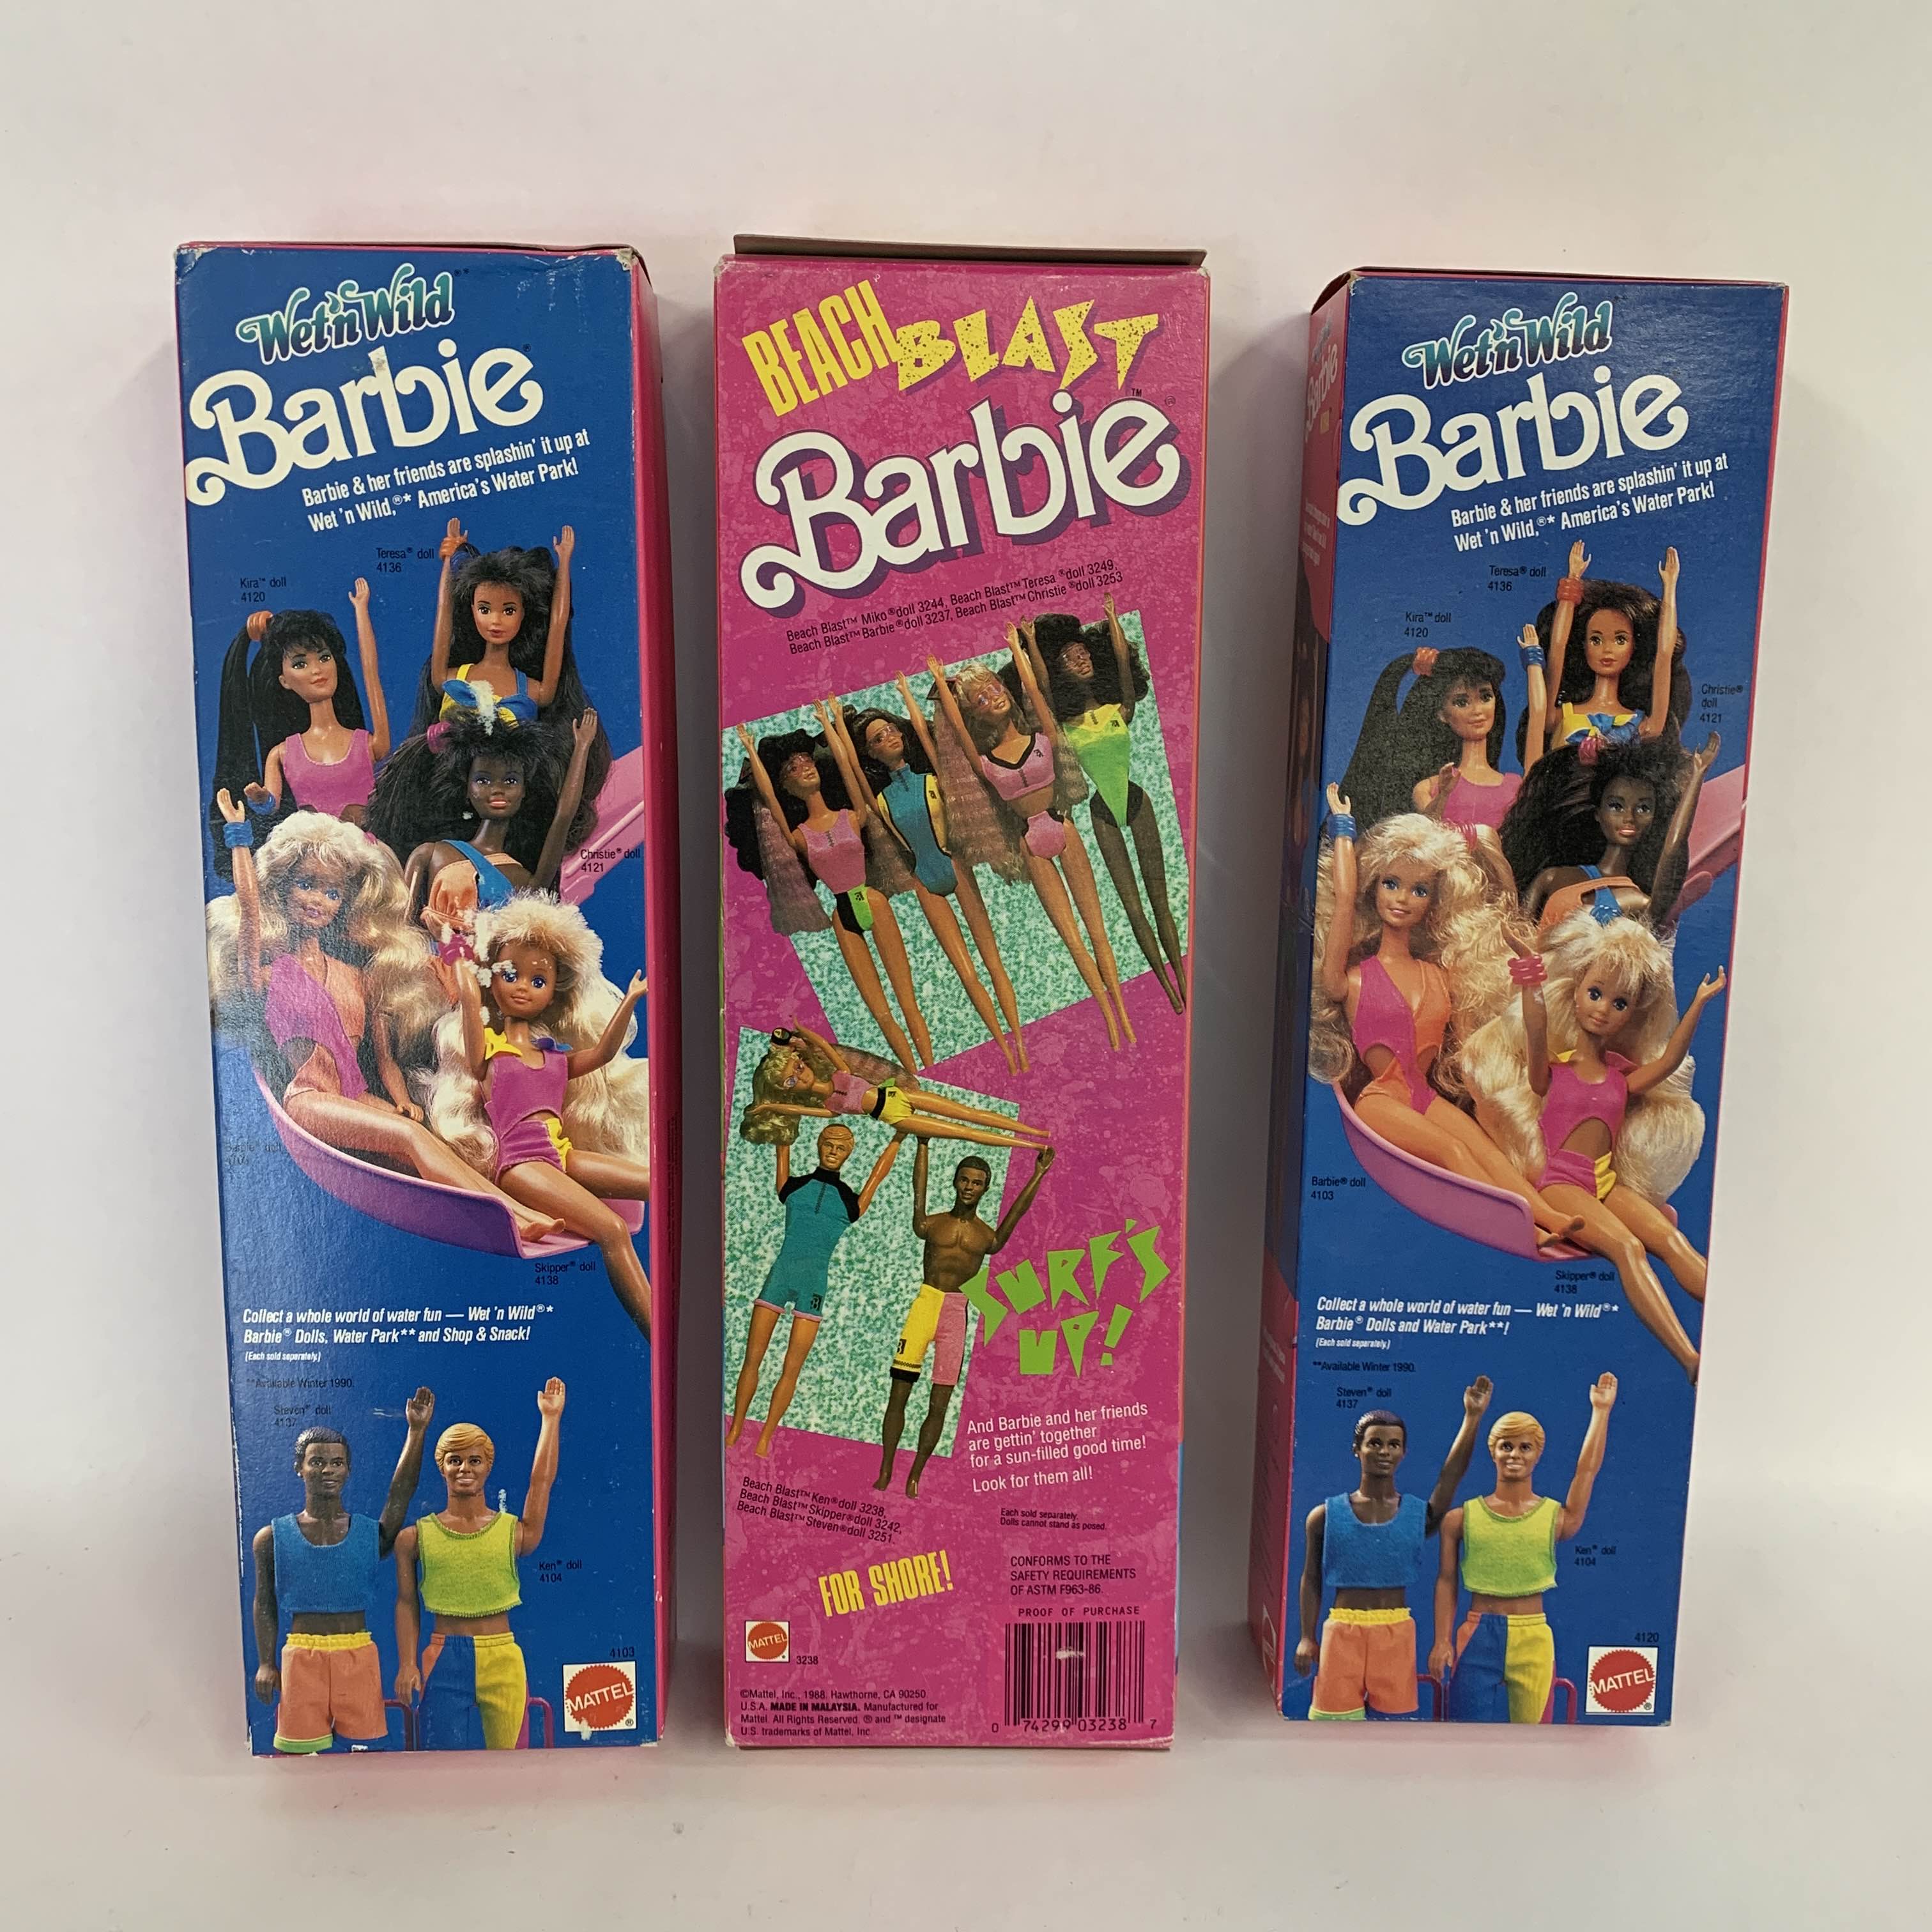 Wet'n Wild™
Barbie®
Barbie & her friends are splashin' it up at
Wet 'n Wild,®* America's Water Park!
Teresa® doll
4136
Kira™ doll
4120
Christie® doll
4121
Skipper® doll
4138
Collect a whole world of water fun — Wet 'n Wild®*
Barbie® Dolls, Water Park** and Shop & Snack!
(Each sold separately.)
**Available Winter 1990.
Steven® doll
4137
Ken® doll
4104
4103
MATTEL®
BEACH BLAST™
Barbie®
Beach Blast™ Miko® doll 3244, Beach Blast™ Teresa® doll 3249,
Beach Blast™ Barbie® doll 3237, Beach Blast™ Christie® doll 3253
SURF'S
UP!
And Barbie and her friends
are gettin' together
for a sun-filled good time!
Look for them all!
Beach Blast™ Ken® doll 3238,
Beach Blast™ Skipper® doll 3242,
Beach Blast™ Steven® doll 3251.
Each sold separately.
Dolls cannot stand as posed.
FOR SHORE!
CONFORMS TO THE
SAFETY REQUIREMENTS
OF ASTM F963-86.
PROOF OF PURCHASE
MATTEL®
3238
©Mattel, Inc., 1988, Hawthorne, CA 90250
U.S.A. MADE IN MALAYSIA. Manufactured for
Mattel. All Rights Reserved. ® and ™ designate
U.S. trademarks of Mattel, Inc.
0 74299 03238 7
Wet'n Wild
Barbie
Barbie & her friends are splashin' it up at
Wet 'n Wild,®* America's Water Park!
Teresa® doll
4136
Kira™ doll
4120
Christie®
doll
4121
Barbie® doll
4103
Skipper® doll
4138
Collect a whole world of water fun — Wet 'n Wild®*
Barbie® Dolls and Water Park**!
(Each sold separately.)
**Available Winter 1990.
Steven® doll
4137
Ken® doll
4104
4120
MATTEL®
Barbie